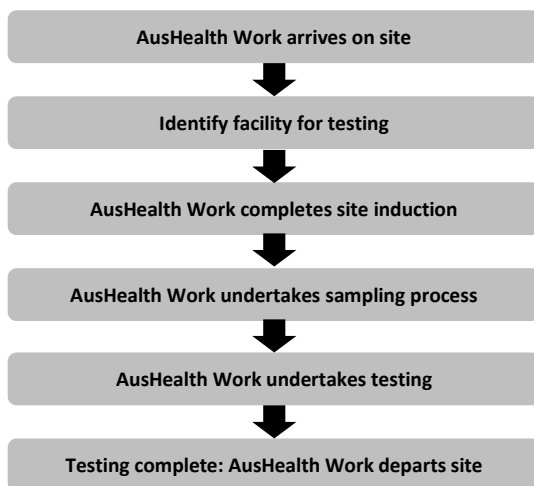 AusHealth Work arrives on site
Identify facility for testing
AusHealth Work completes site induction
AusHealth Work undertakes sampling process
AusHealth Work undertakes testing
Testing complete: AusHealth Work departs site